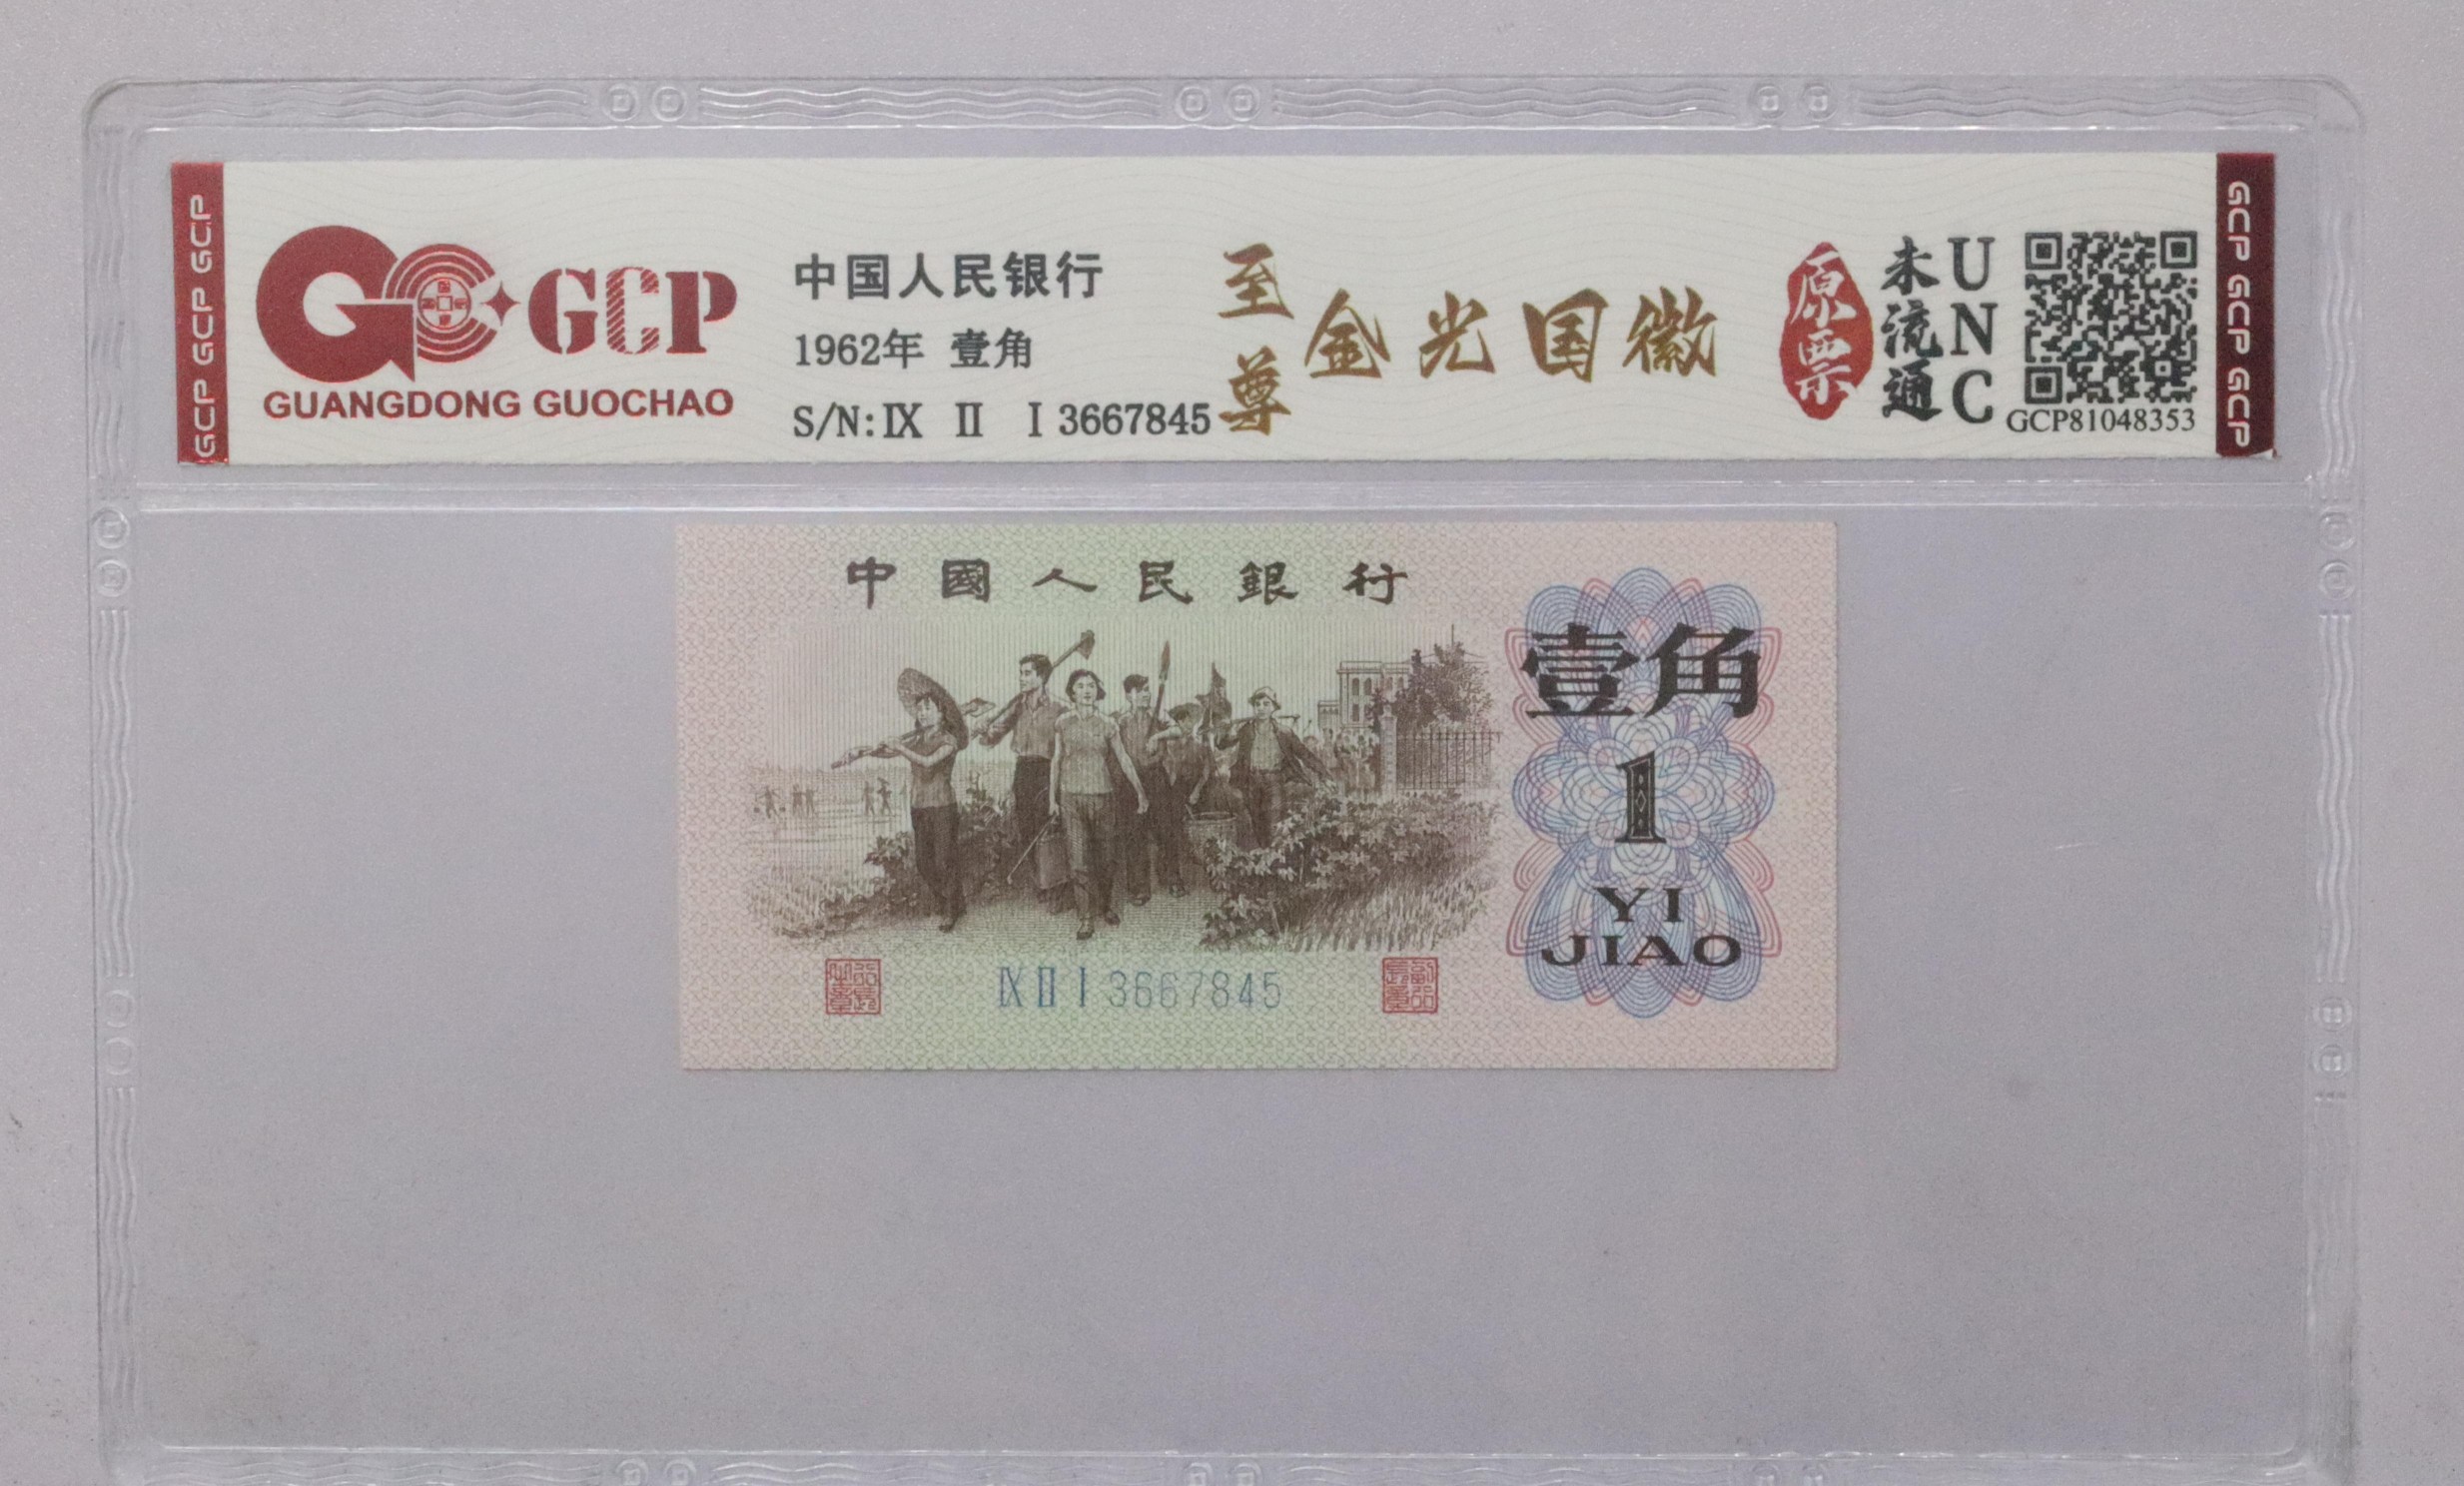 GCP GCP GCP
GCP
GUANGDONG GUOCHAO
中国人民银行
1962年 壹角
S/N: IX II I 3667845
至尊
金光国徽
原票
未流通
UNC
GCP81048353
GCP GCP GCP
中國人民銀行
壹角
1
YI
JIAO
IX II I 3667845